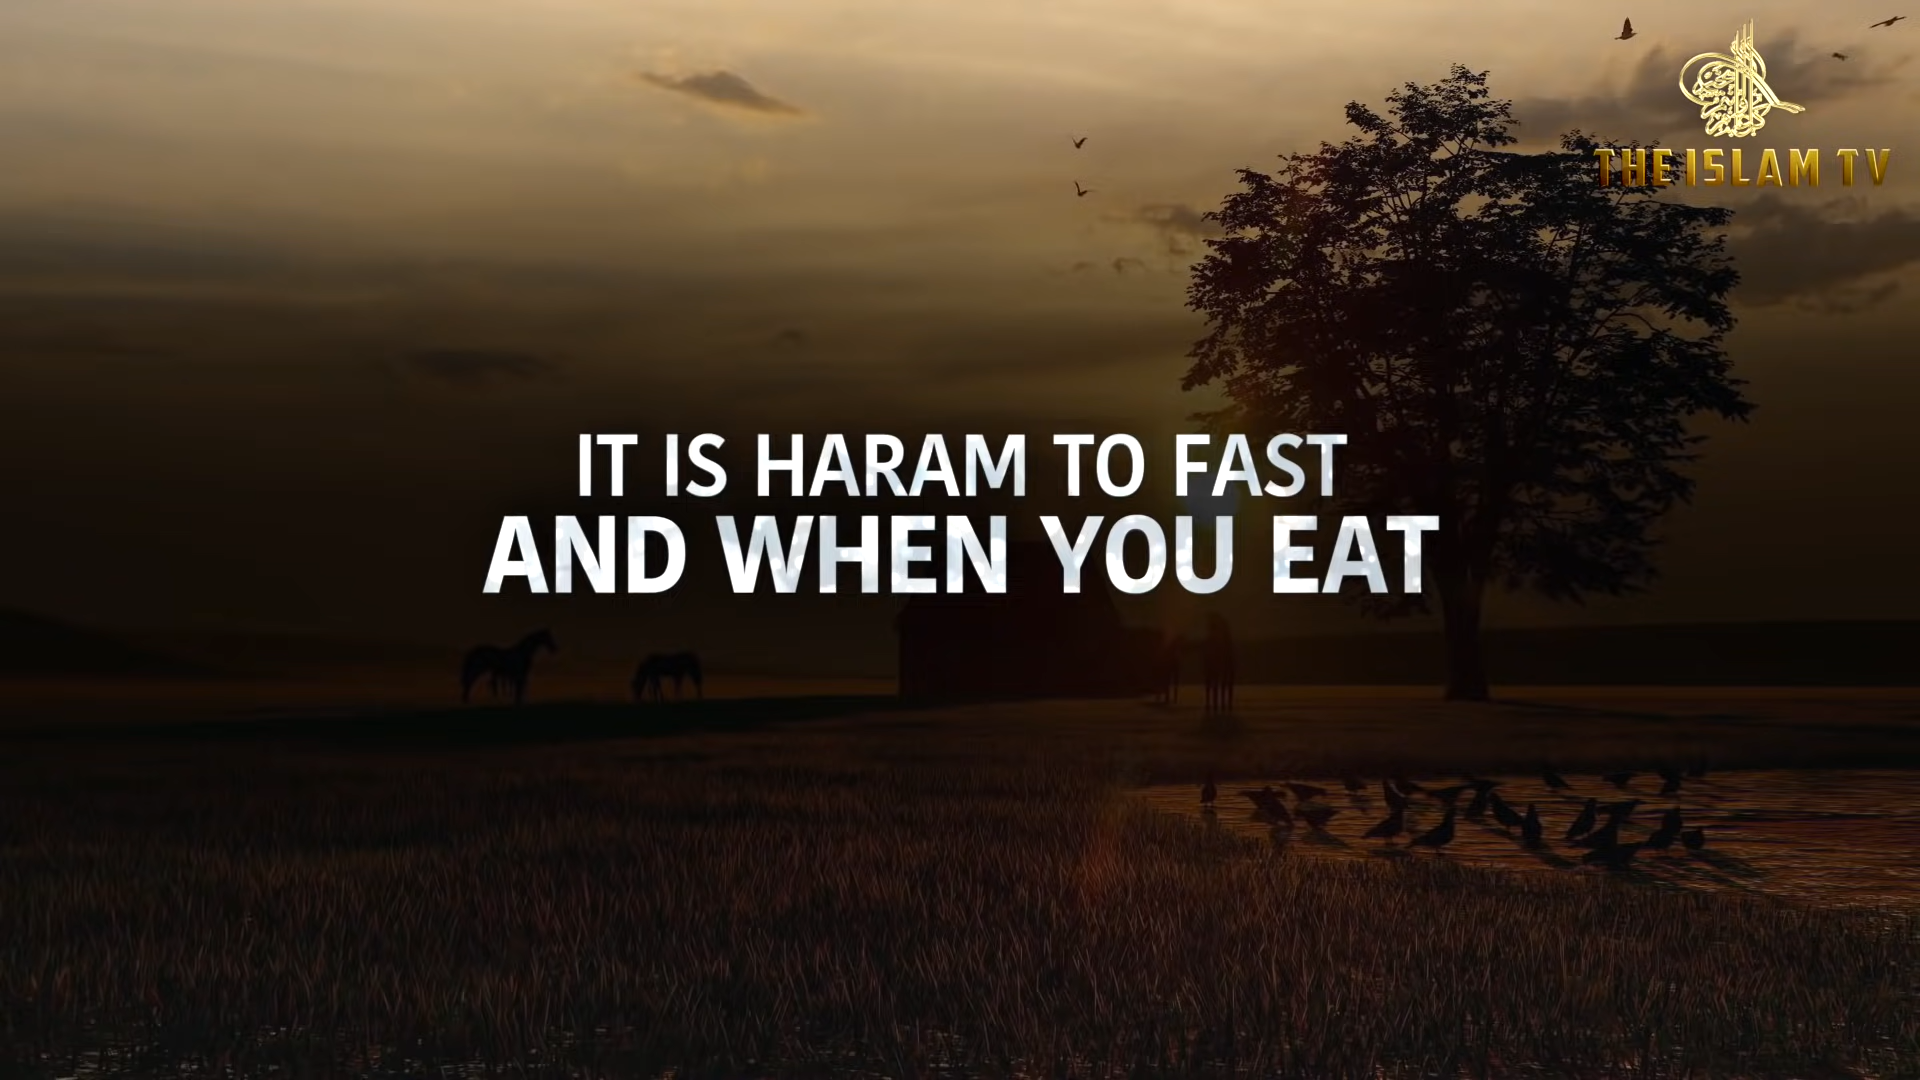 THE ISLAM TV
IT IS HARAM TO FAST
AND WHEN YOU EAT